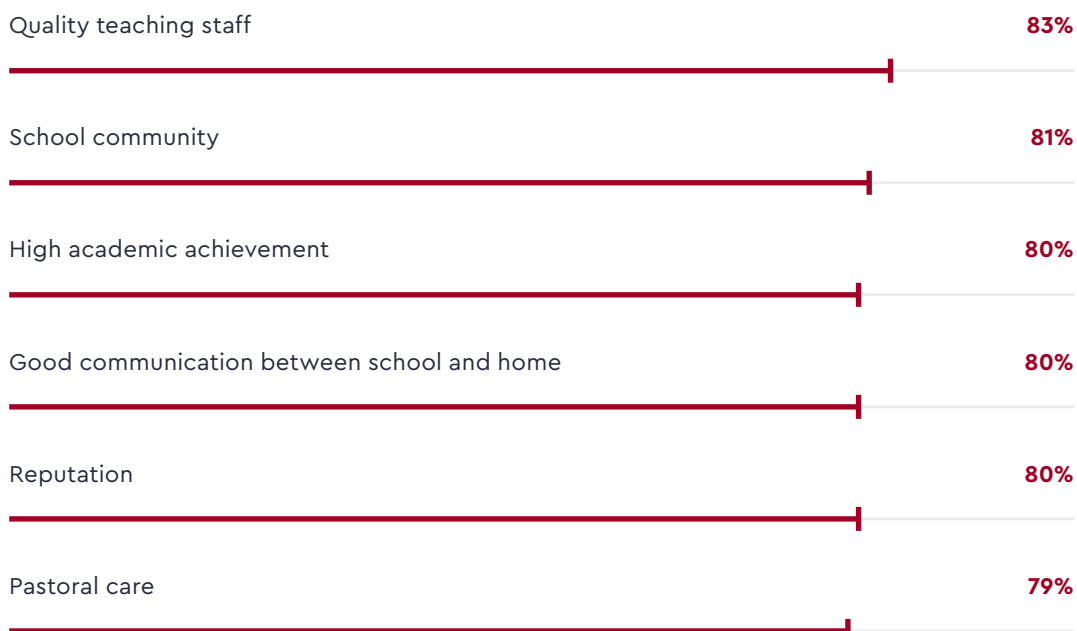 Quality teaching staff 83%
School community 81%
High academic achievement 80%
Good communication between school and home 80%
Reputation 80%
Pastoral care 79%